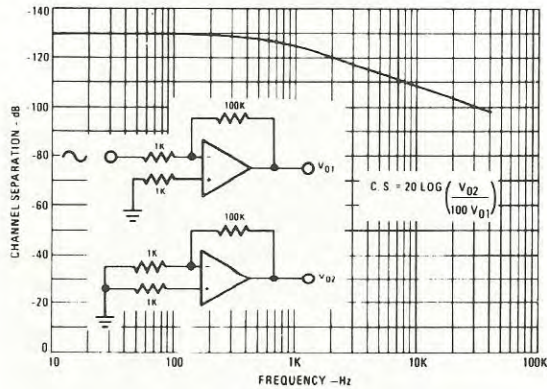 CHANNEL SEPARATION - dB
-140
-120
-100
-80
-60
-40
-20
0
10
100
1K
10K
100K
FREQUENCY -Hz
100K
1K
-
+
1K
V01
100K
1K
-
+
1K
V02
C. S. = 20 LOG ( V02
100 V01 )